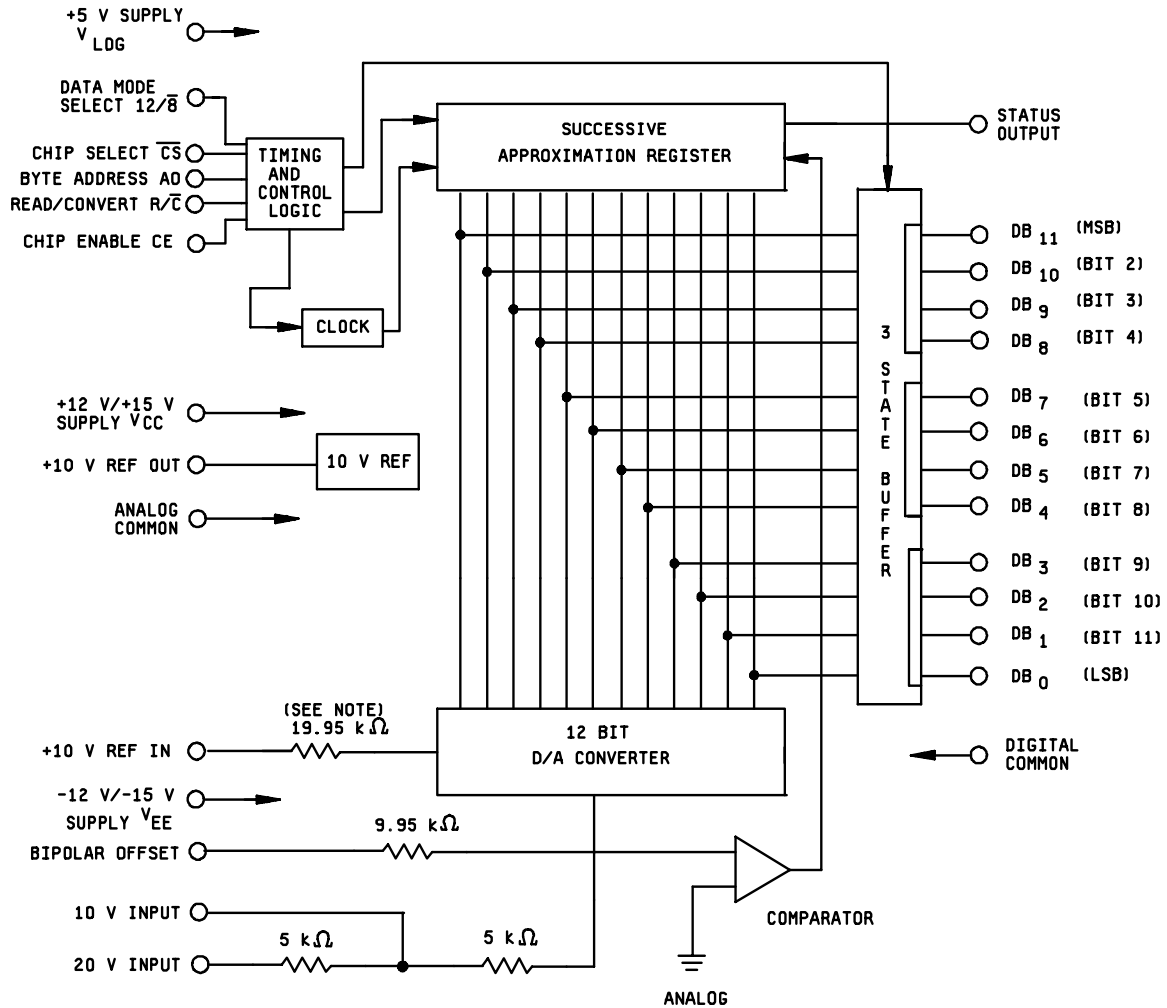 +5 V SUPPLY
V LOG
DATA MODE
SELECT 12/8̅
CHIP SELECT C̅S̅
BYTE ADDRESS AO
READ/CONVERT R/C̅
CHIP ENABLE CE
TIMING
AND
CONTROL
LOGIC
CLOCK
SUCCESSIVE
APPROXIMATION REGISTER
STATUS
OUTPUT
+12 V/+15 V
SUPPLY VCC
+10 V REF OUT
10 V REF
ANALOG
COMMON
3 STATE BUFFER
DB 11 (MSB)
DB 10 (BIT 2)
DB 9 (BIT 3)
DB 8 (BIT 4)
DB 7 (BIT 5)
DB 6 (BIT 6)
DB 5 (BIT 7)
DB 4 (BIT 8)
DB 3 (BIT 9)
DB 2 (BIT 10)
DB 1 (BIT 11)
DB 0 (LSB)
(SEE NOTE)
19.95 kΩ
+10 V REF IN
12 BIT
D/A CONVERTER
DIGITAL
COMMON
-12 V/-15 V
SUPPLY VEE
9.95 kΩ
BIPOLAR OFFSET
10 V INPUT
COMPARATOR
5 kΩ
5 kΩ
20 V INPUT
ANALOG